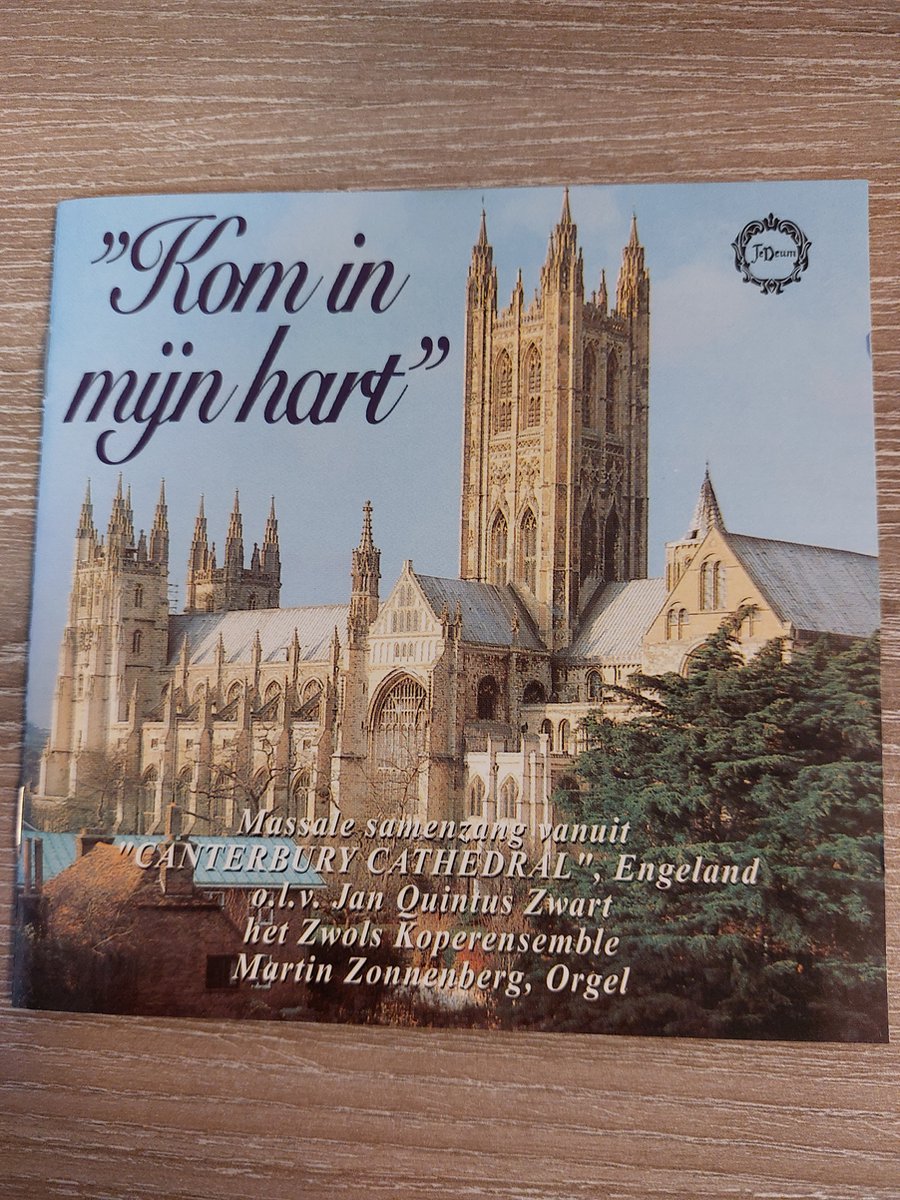 "Kom in
mijn hart"
TeDeum
Massale samenzang vanuit
"CANTERBURY CATHEDRAL", Engeland
o.l.v. Jan Quintus Zwart
het Zwols Koperensemble
Martin Zonnenberg, Orgel